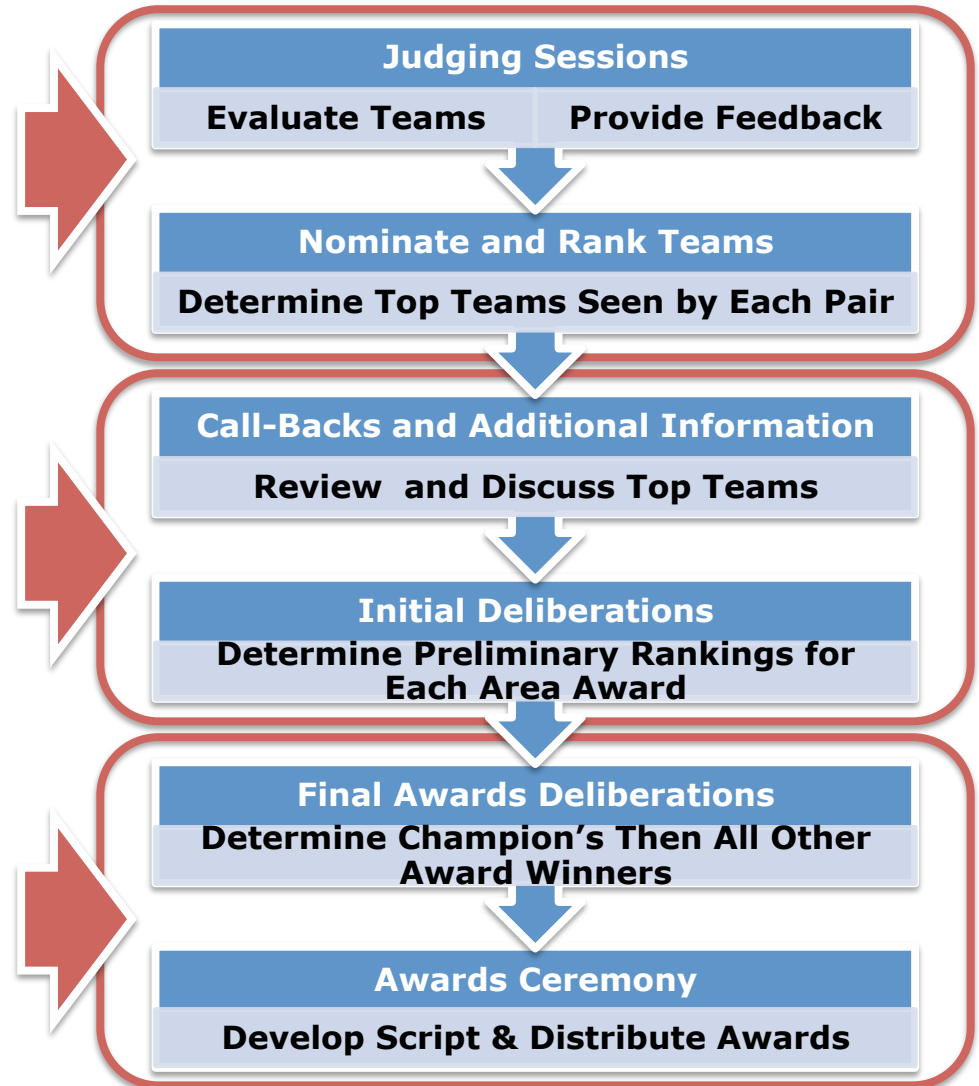 Judging Sessions
Evaluate Teams
Provide Feedback
Nominate and Rank Teams
Determine Top Teams Seen by Each Pair
Call-Backs and Additional Information
Review and Discuss Top Teams
Initial Deliberations
Determine Preliminary Rankings for
Each Area Award
Final Awards Deliberations
Determine Champion's Then All Other
Award Winners
Awards Ceremony
Develop Script & Distribute Awards